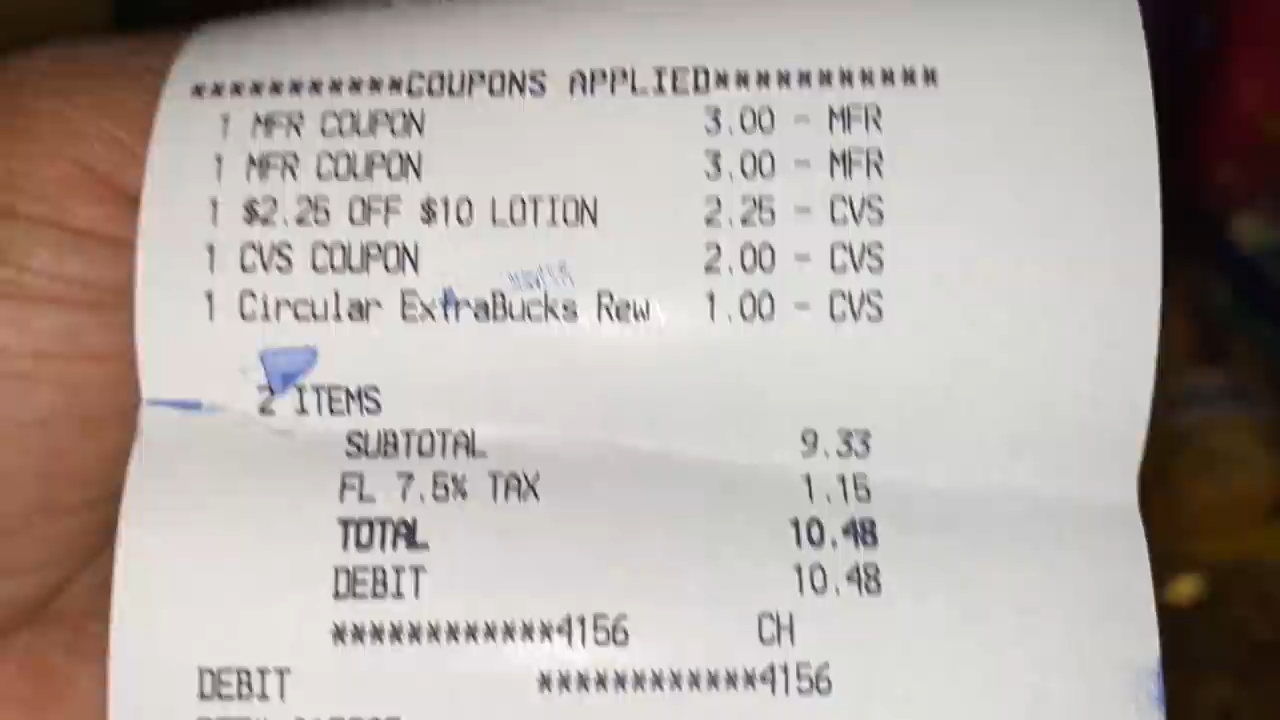 ***********COUPONS APPLIED***********
1 MFR COUPON 3.00 - MFR
1 MFR COUPON 3.00 - MFR
1 $2.25 OFF $10 LOTION 2.25 - CVS
1 CVS COUPON 2.00 - CVS
1 Circular ExtraBucks Rew 1.00 - CVS
2 ITEMS
SUBTOTAL 9.33
FL 7.5% TAX 1.15
TOTAL 10.48
DEBIT 10.48
************4156 CH
DEBIT ************4156